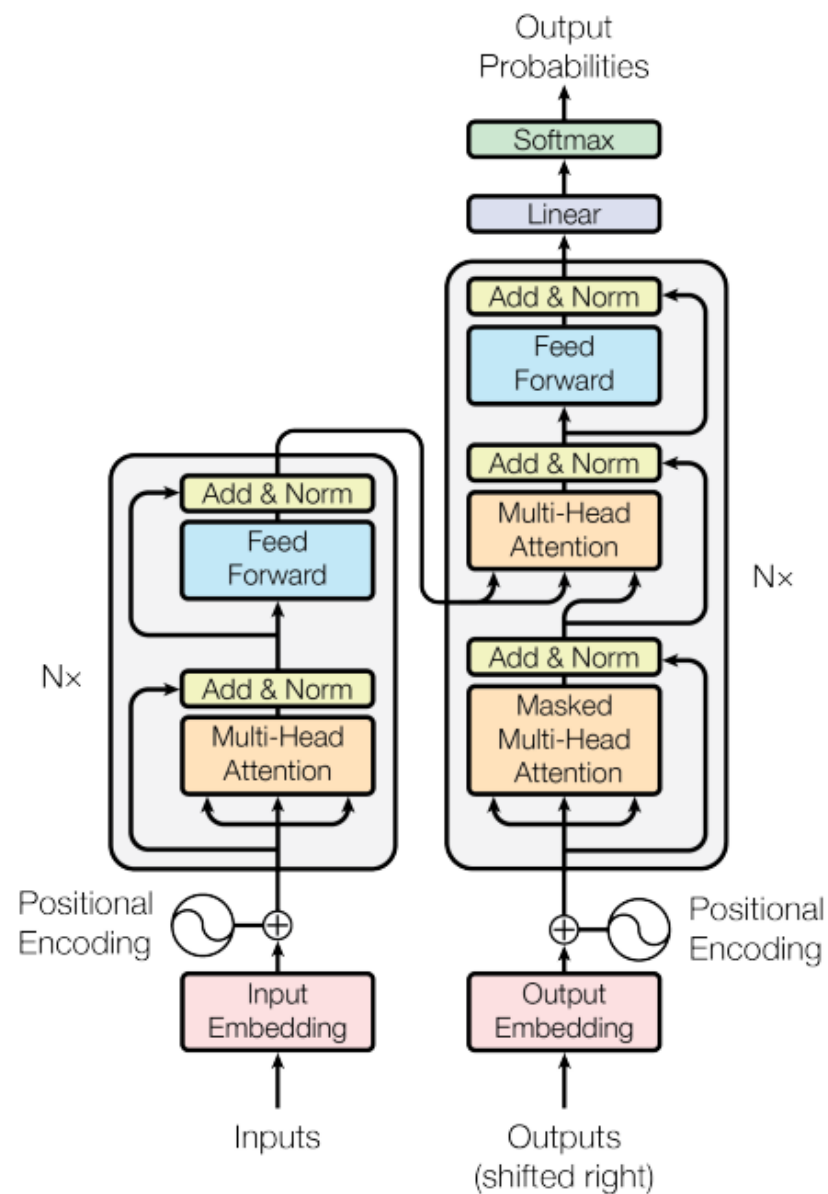 Output
Probabilities
Softmax
Linear
Add & Norm
Feed
Forward
Add & Norm
Multi-Head
Attention
Nx
Add & Norm
Masked
Multi-Head
Attention
Add & Norm
Feed
Forward
Nx
Add & Norm
Multi-Head
Attention
Positional
Encoding
Positional
Encoding
Input
Embedding
Output
Embedding
Inputs
Outputs
(shifted right)